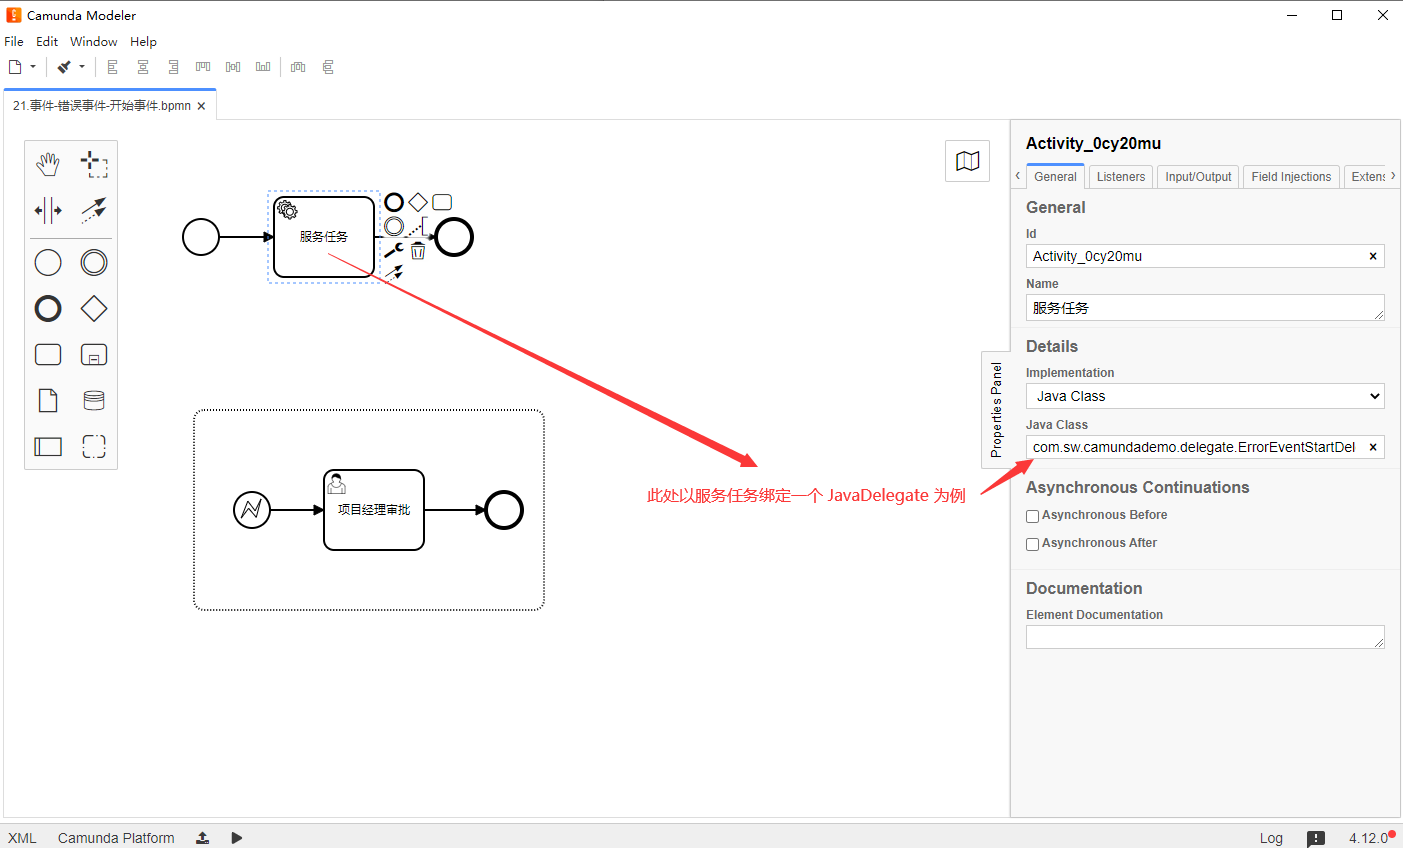 Camunda Modeler
File Edit Window Help
21.事件-错误事件-开始事件.bpmn ×
服务任务
项目经理审批
此处以服务任务绑定一个 JavaDelegate 为例
Properties Panel
Activity_0cy20mu
General Listeners Input/Output Field Injections Extens
General
Id
Activity_0cy20mu ×
Name
服务任务
Details
Implementation
Java Class
Java Class
com.sw.camundademo.delegate.ErrorEventStartDel ×
Asynchronous Continuations
Asynchronous Before
Asynchronous After
Documentation
Element Documentation
XML Camunda Platform Log 4.12.0